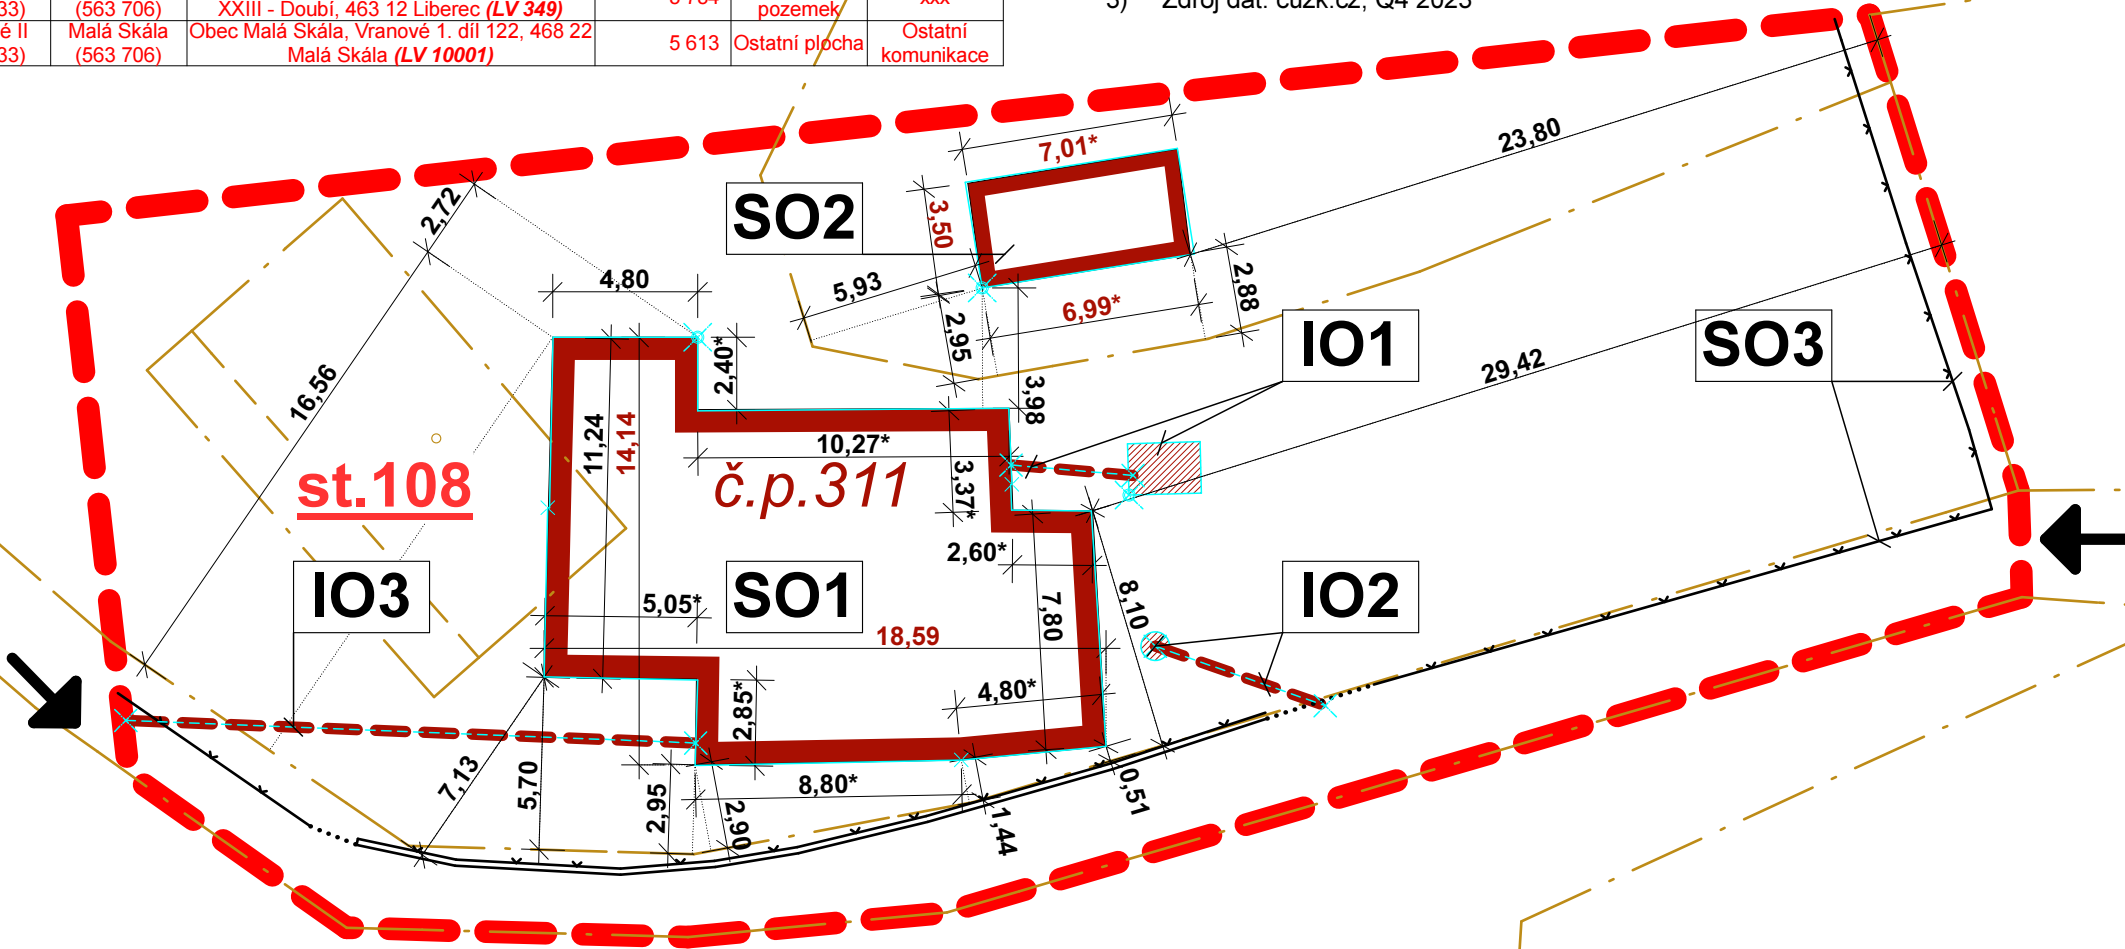 33)
(563 706)
XXIII - Doubí, 463 12 Liberec (LV 349)
pozemek
xxx
3) Zdroj dat: cuzk.cz, Q4 2023
é II
Malá Skála
Obec Malá Skála, Vranové 1. díl 122, 468 22
5 613
Ostatní plocha
Ostatní
33)
(563 706)
Malá Skála (LV 10001)
komunikace
23,80
7,01*
2,72
SO2
3,50
5,93
4,80
2,88
6,99*
2,95
IO1
SO3
2,40*
3,98
29,42
16,56
11,24
14,14
10,27*
st.108
č.p.311
3,37*
2,60*
IO3
5,05*
SO1
18,59
7,80
8,10
IO2
2,85*
4,80*
7,13
5,70
2,95
8,80*
2,90
1,44
0,51